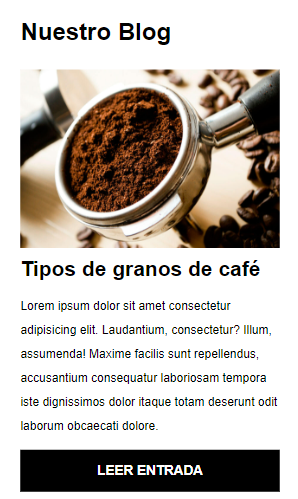 Nuestro Blog
Tipos de granos de café
Lorem ipsum dolor sit amet consectetur
adipisicing elit. Laudantium, consectetur? Illum,
assumenda! Maxime facilis sunt repellendus,
accusantium consequatur laboriosam tempora
iste dignissimos dolor itaque totam deserunt odit
laborum obcaecati dolore.
LEER ENTRADA